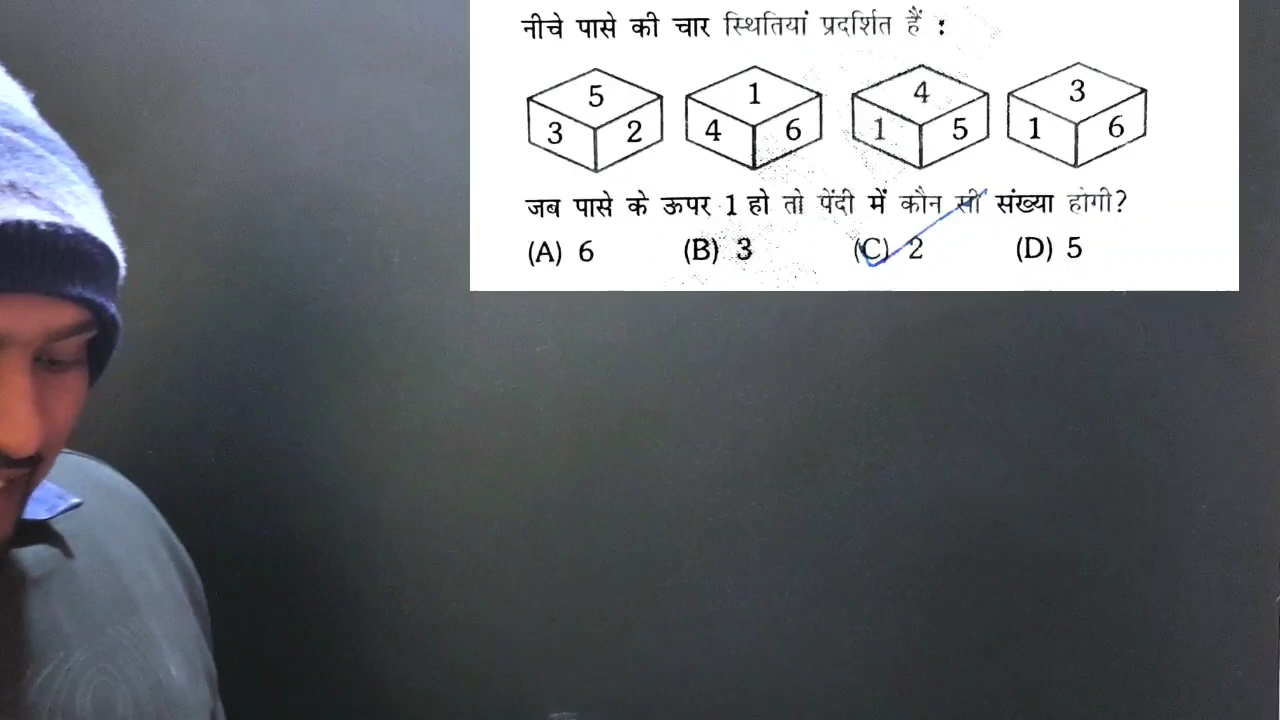 नीचे पासे की चार स्थितियां प्रदर्शित हैं :
5 3 2 1 4 6 4 1 5 3 1 6
जब पासे के ऊपर 1 हो तो पेंदी में कौन सी संख्या होगी?
(A) 6 (B) 3 (C) 2 (D) 5